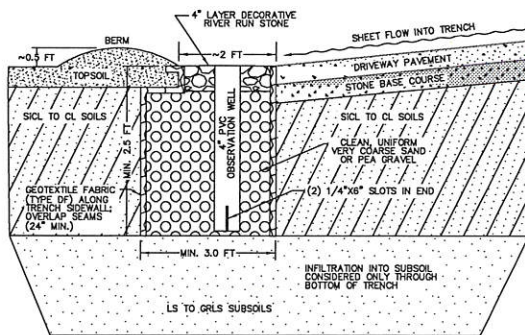 4" LAYER DECORATIVE
RIVER RUN STONE
SHEET FLOW INTO TRENCH
BERM
~2 FT
~0.5 FT
DRIVEWAY PAVEMENT
TOPSOIL
STONE BASE COURSE
SICL TO CL SOILS
MIN. 2.5 FT
4" PVC
OBSERVATION WELL
SICL TO CL SOILS
CLEAN, UNIFORM
VERY COARSE SAND
OR PEA GRAVEL
GEOTEXTILE FABRIC
(TYPE DF) ALONG
TRENCH SIDEWALL;
OVERLAP SEAMS
(24" MIN.)
(2) 1/4"X6" SLOTS IN END
MIN. 3.0 FT
INFILTRATION INTO SUBSOIL
CONSIDERED ONLY THROUGH
BOTTOM OF TRENCH
LS TO GRLS SUBSOILS